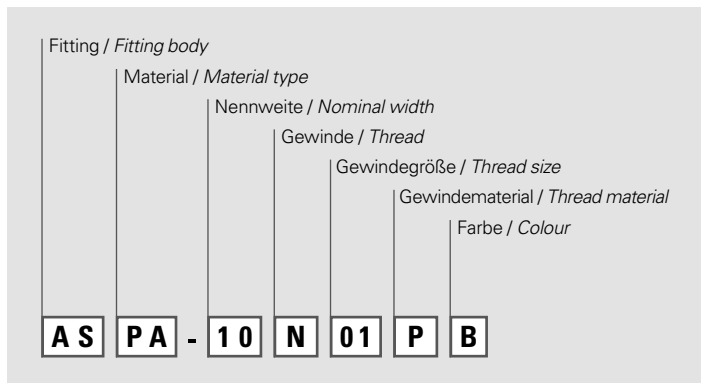 Fitting / Fitting body
Material / Material type
Nennweite / Nominal width
Gewinde / Thread
Gewindegröße / Thread size
Gewindematerial / Thread material
Farbe / Colour
AS PA - 10 N 01 P B